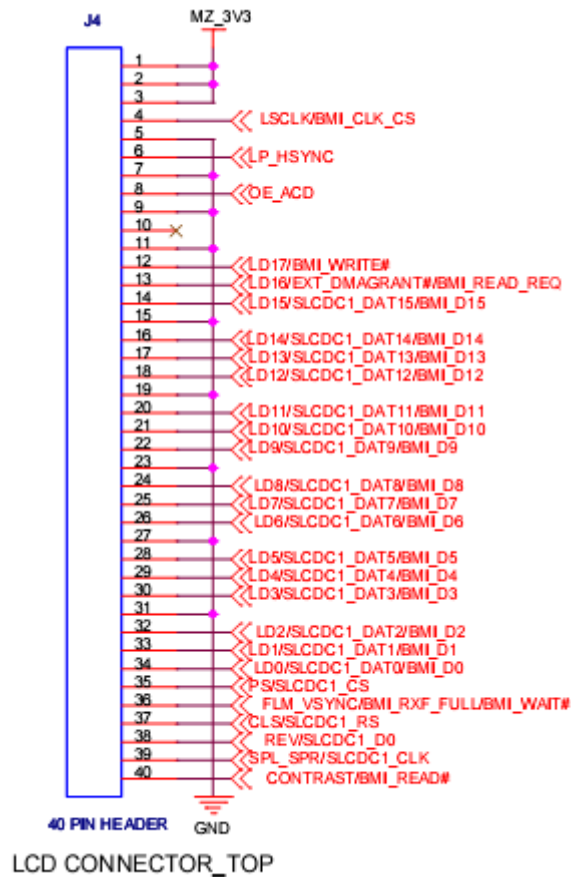 J4
MZ_3V3
1
2
3
4 LSCLK/BMI_CLK_CS
5
6 LP_HSYNC
7
8 OE_ACD
9
10
11
12 LD17/BMI_WRITE#
13 LD16/EXT_DMAGRANT#/BMI_READ_REQ
14 LD15/SLCDC1_DAT15/BMI_D15
15
16 LD14/SLCDC1_DAT14/BMI_D14
17 LD13/SLCDC1_DAT13/BMI_D13
18 LD12/SLCDC1_DAT12/BMI_D12
19
20 LD11/SLCDC1_DAT11/BMI_D11
21 LD10/SLCDC1_DAT10/BMI_D10
22 LD9/SLCDC1_DAT9/BMI_D9
23
24 LD8/SLCDC1_DAT8/BMI_D8
25 LD7/SLCDC1_DAT7/BMI_D7
26 LD6/SLCDC1_DAT6/BMI_D6
27
28 LD5/SLCDC1_DAT5/BMI_D5
29 LD4/SLCDC1_DAT4/BMI_D4
30 LD3/SLCDC1_DAT3/BMI_D3
31
32 LD2/SLCDC1_DAT2/BMI_D2
33 LD1/SLCDC1_DAT1/BMI_D1
34 LD0/SLCDC1_DAT0/BMI_D0
35 PS/SLCDC1_CS
36 FLM_VSYNC/BMI_RXF_FULL/BMI_WAIT#
37 CLS/SLCDC1_RS
38 REV/SLCDC1_D0
39 SPL_SPR/SLCDC1_CLK
40 CONTRAST/BMI_READ#
40 PIN HEADER
GND
LCD CONNECTOR_TOP